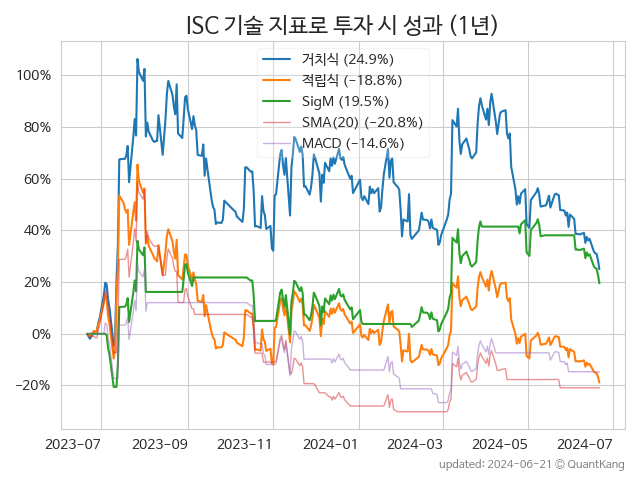 ISC 기술 지표로 투자 시 성과 (1년)
거치식 (24.9%)
적립식 (−18.8%)
SigM (19.5%)
SMA(20) (−20.8%)
MACD (−14.6%)
100%
80%
60%
40%
20%
0%
−20%
2023−07 2023−09 2023−11 2024−01 2024−03 2024−05 2024−07
updated: 2024−06−21 © QuantKang